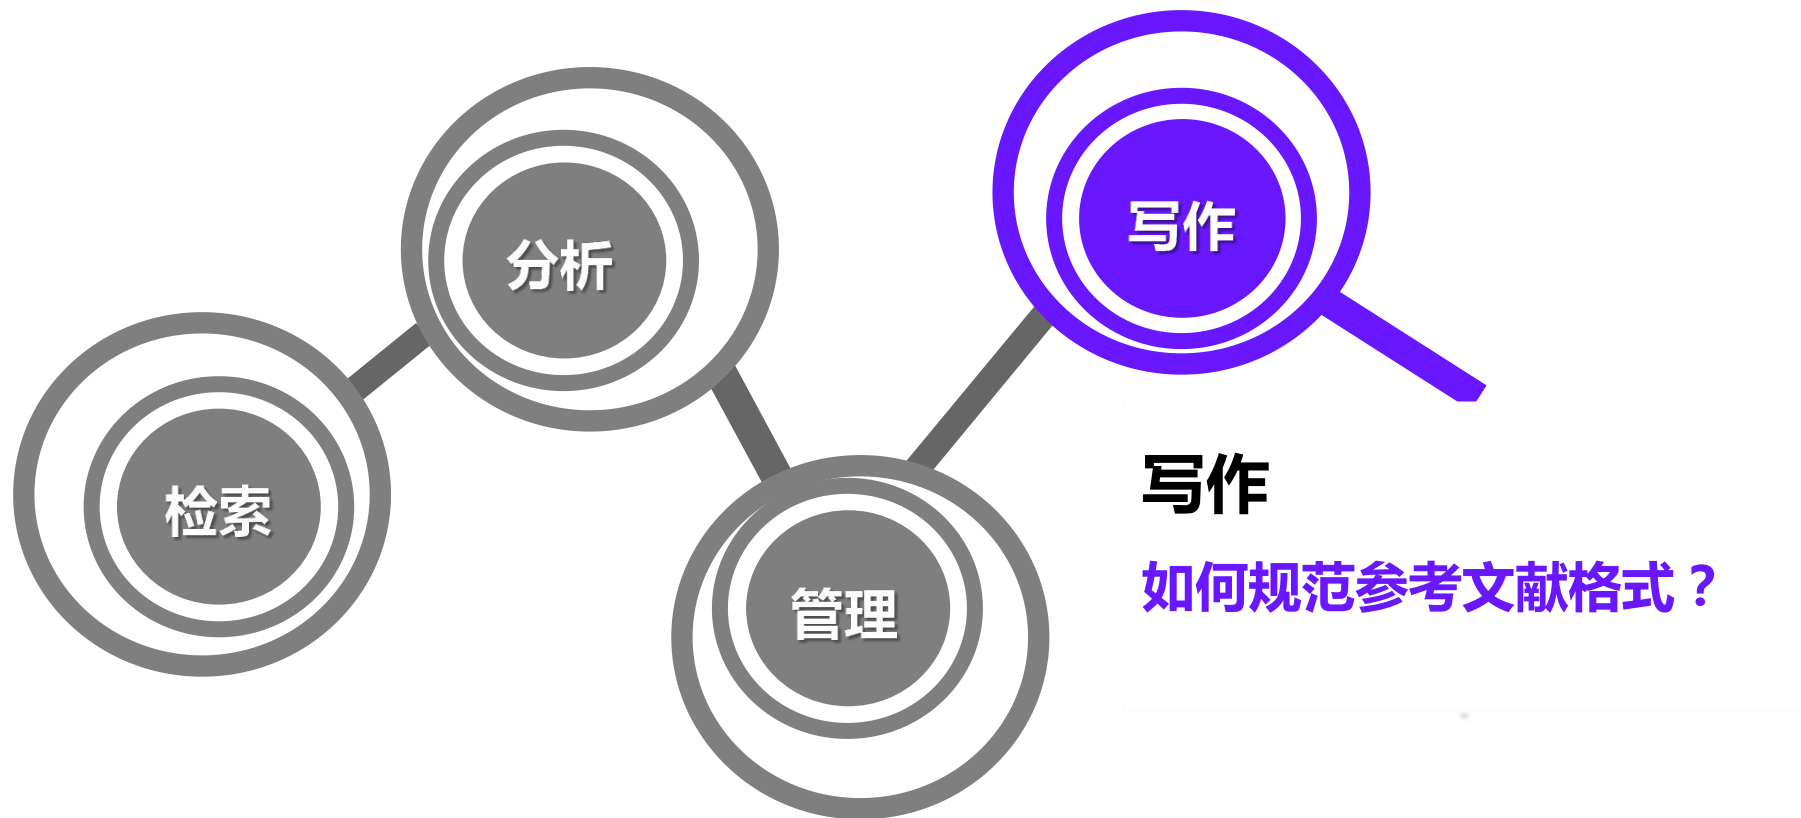 检索
分析
管理
写作
写作
如何规范参考文献格式？